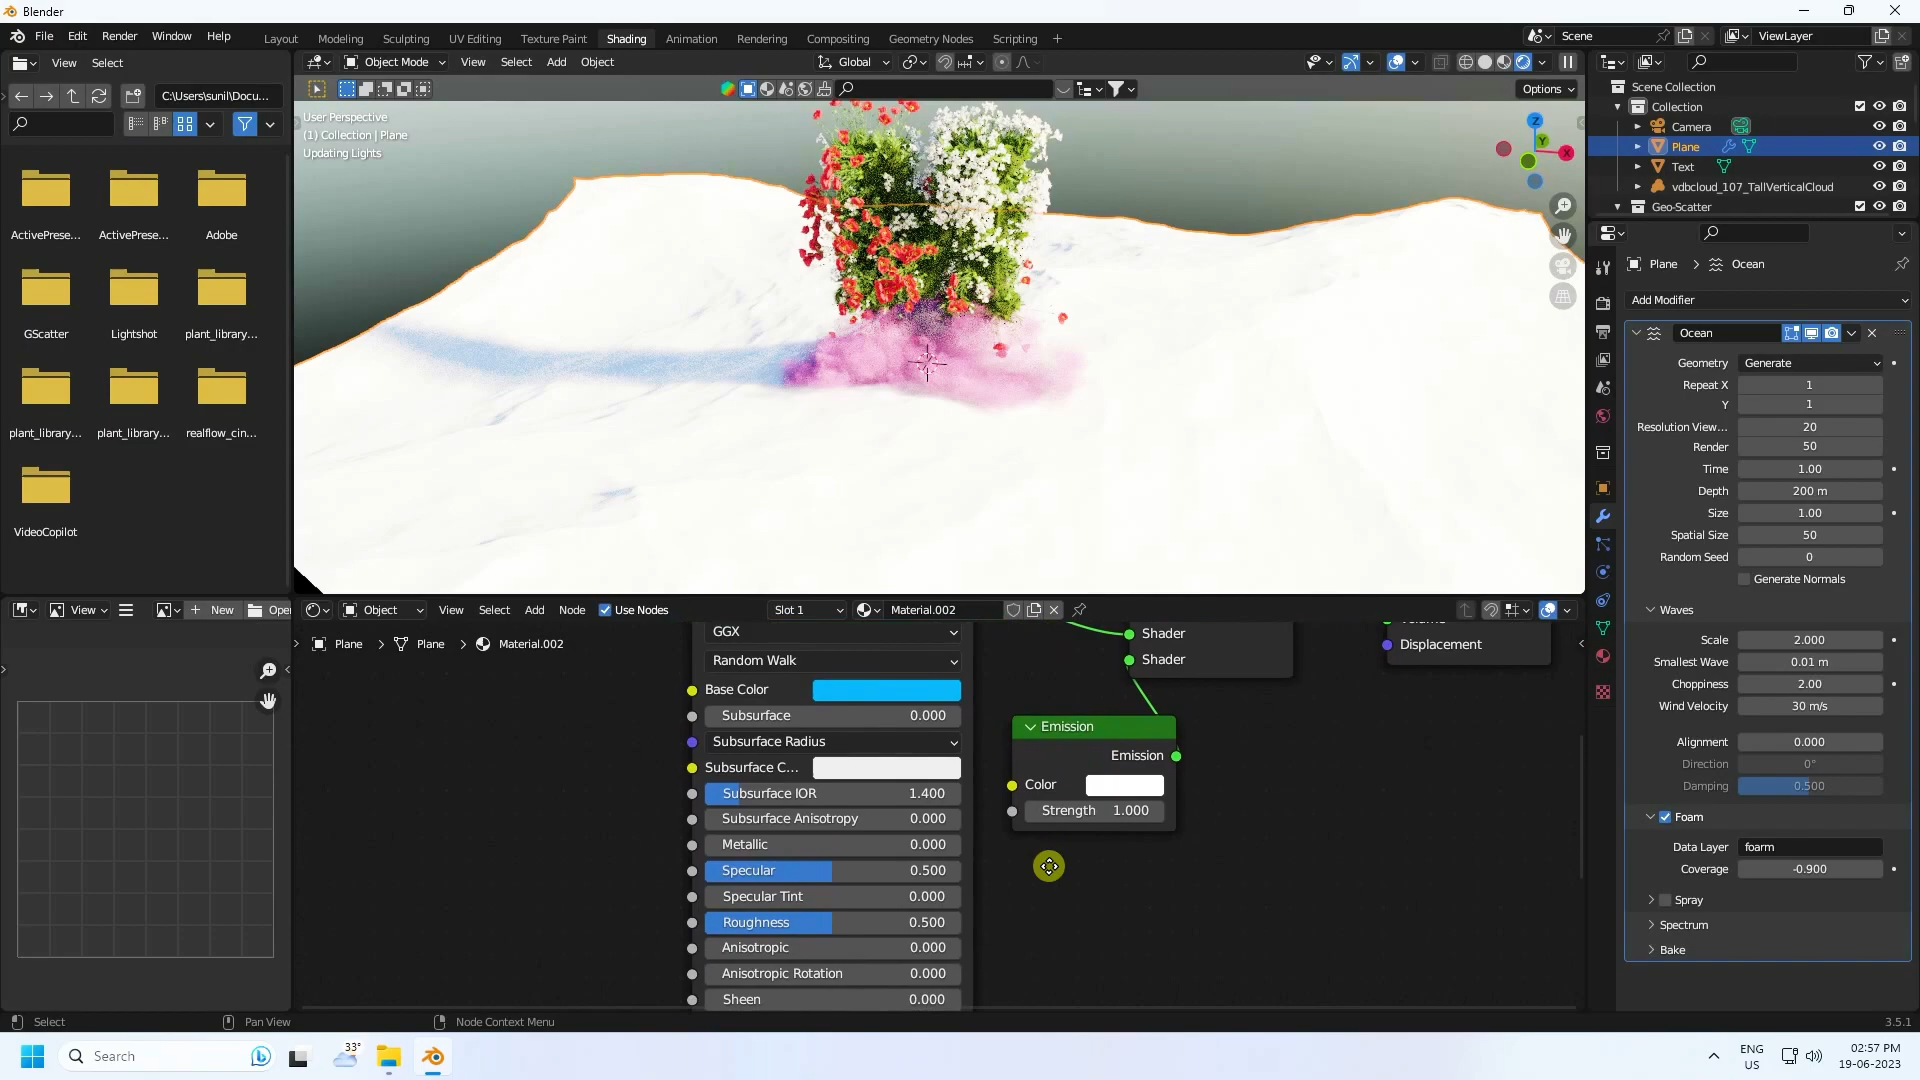 Blender
File Edit Render Window Help
Layout Modeling Sculpting UV Editing Texture Paint Shading Animation Rendering Compositing Geometry Nodes Scripting +
Scene
ViewLayer
View Select
Object Mode View Select Add Object
Global
C:\Users\sunil\Docu...
Options
User Perspective
(1) Collection | Plane
Updating Lights
Z
Y
X
ActivePrese...
ActivePrese...
Adobe
GScatter
Lightshot
plant_library...
plant_library...
plant_library...
realflow_cin...
VideoCopilot
Scene Collection
Collection
Camera
Plane
Text
vdbcloud_107_TallVerticalCloud
Geo-Scatter
Plane > Ocean
Add Modifier
Ocean
Geometry Generate
Repeat X 1
Y 1
Resolution View... 20
Render 50
Time 1.00
Depth 200 m
Size 1.00
Spatial Size 50
Random Seed 0
Generate Normals
Waves
Scale 2.000
Smallest Wave 0.01 m
Choppiness 2.00
Wind Velocity 30 m/s
Alignment 0.000
Direction 0°
Damping 0.500
Foam
Data Layer foarm
Coverage -0.900
Spray
Spectrum
Bake
View
New
Open
Object View Select Add Node Use Nodes
Slot 1
Material.002
Plane > Plane > Material.002
GGX
Random Walk
Base Color
Subsurface 0.000
Subsurface Radius
Subsurface C...
Subsurface IOR 1.400
Subsurface Anisotropy 0.000
Metallic 0.000
Specular 0.500
Specular Tint 0.000
Roughness 0.500
Anisotropic 0.000
Anisotropic Rotation 0.000
Sheen 0.000
Shader
Shader
Displacement
Emission
Emission
Color
Strength 1.000
Select
Pan View
Node Context Menu
3.5.1
Search
33°
ENG
US
02:57 PM
19-06-2023